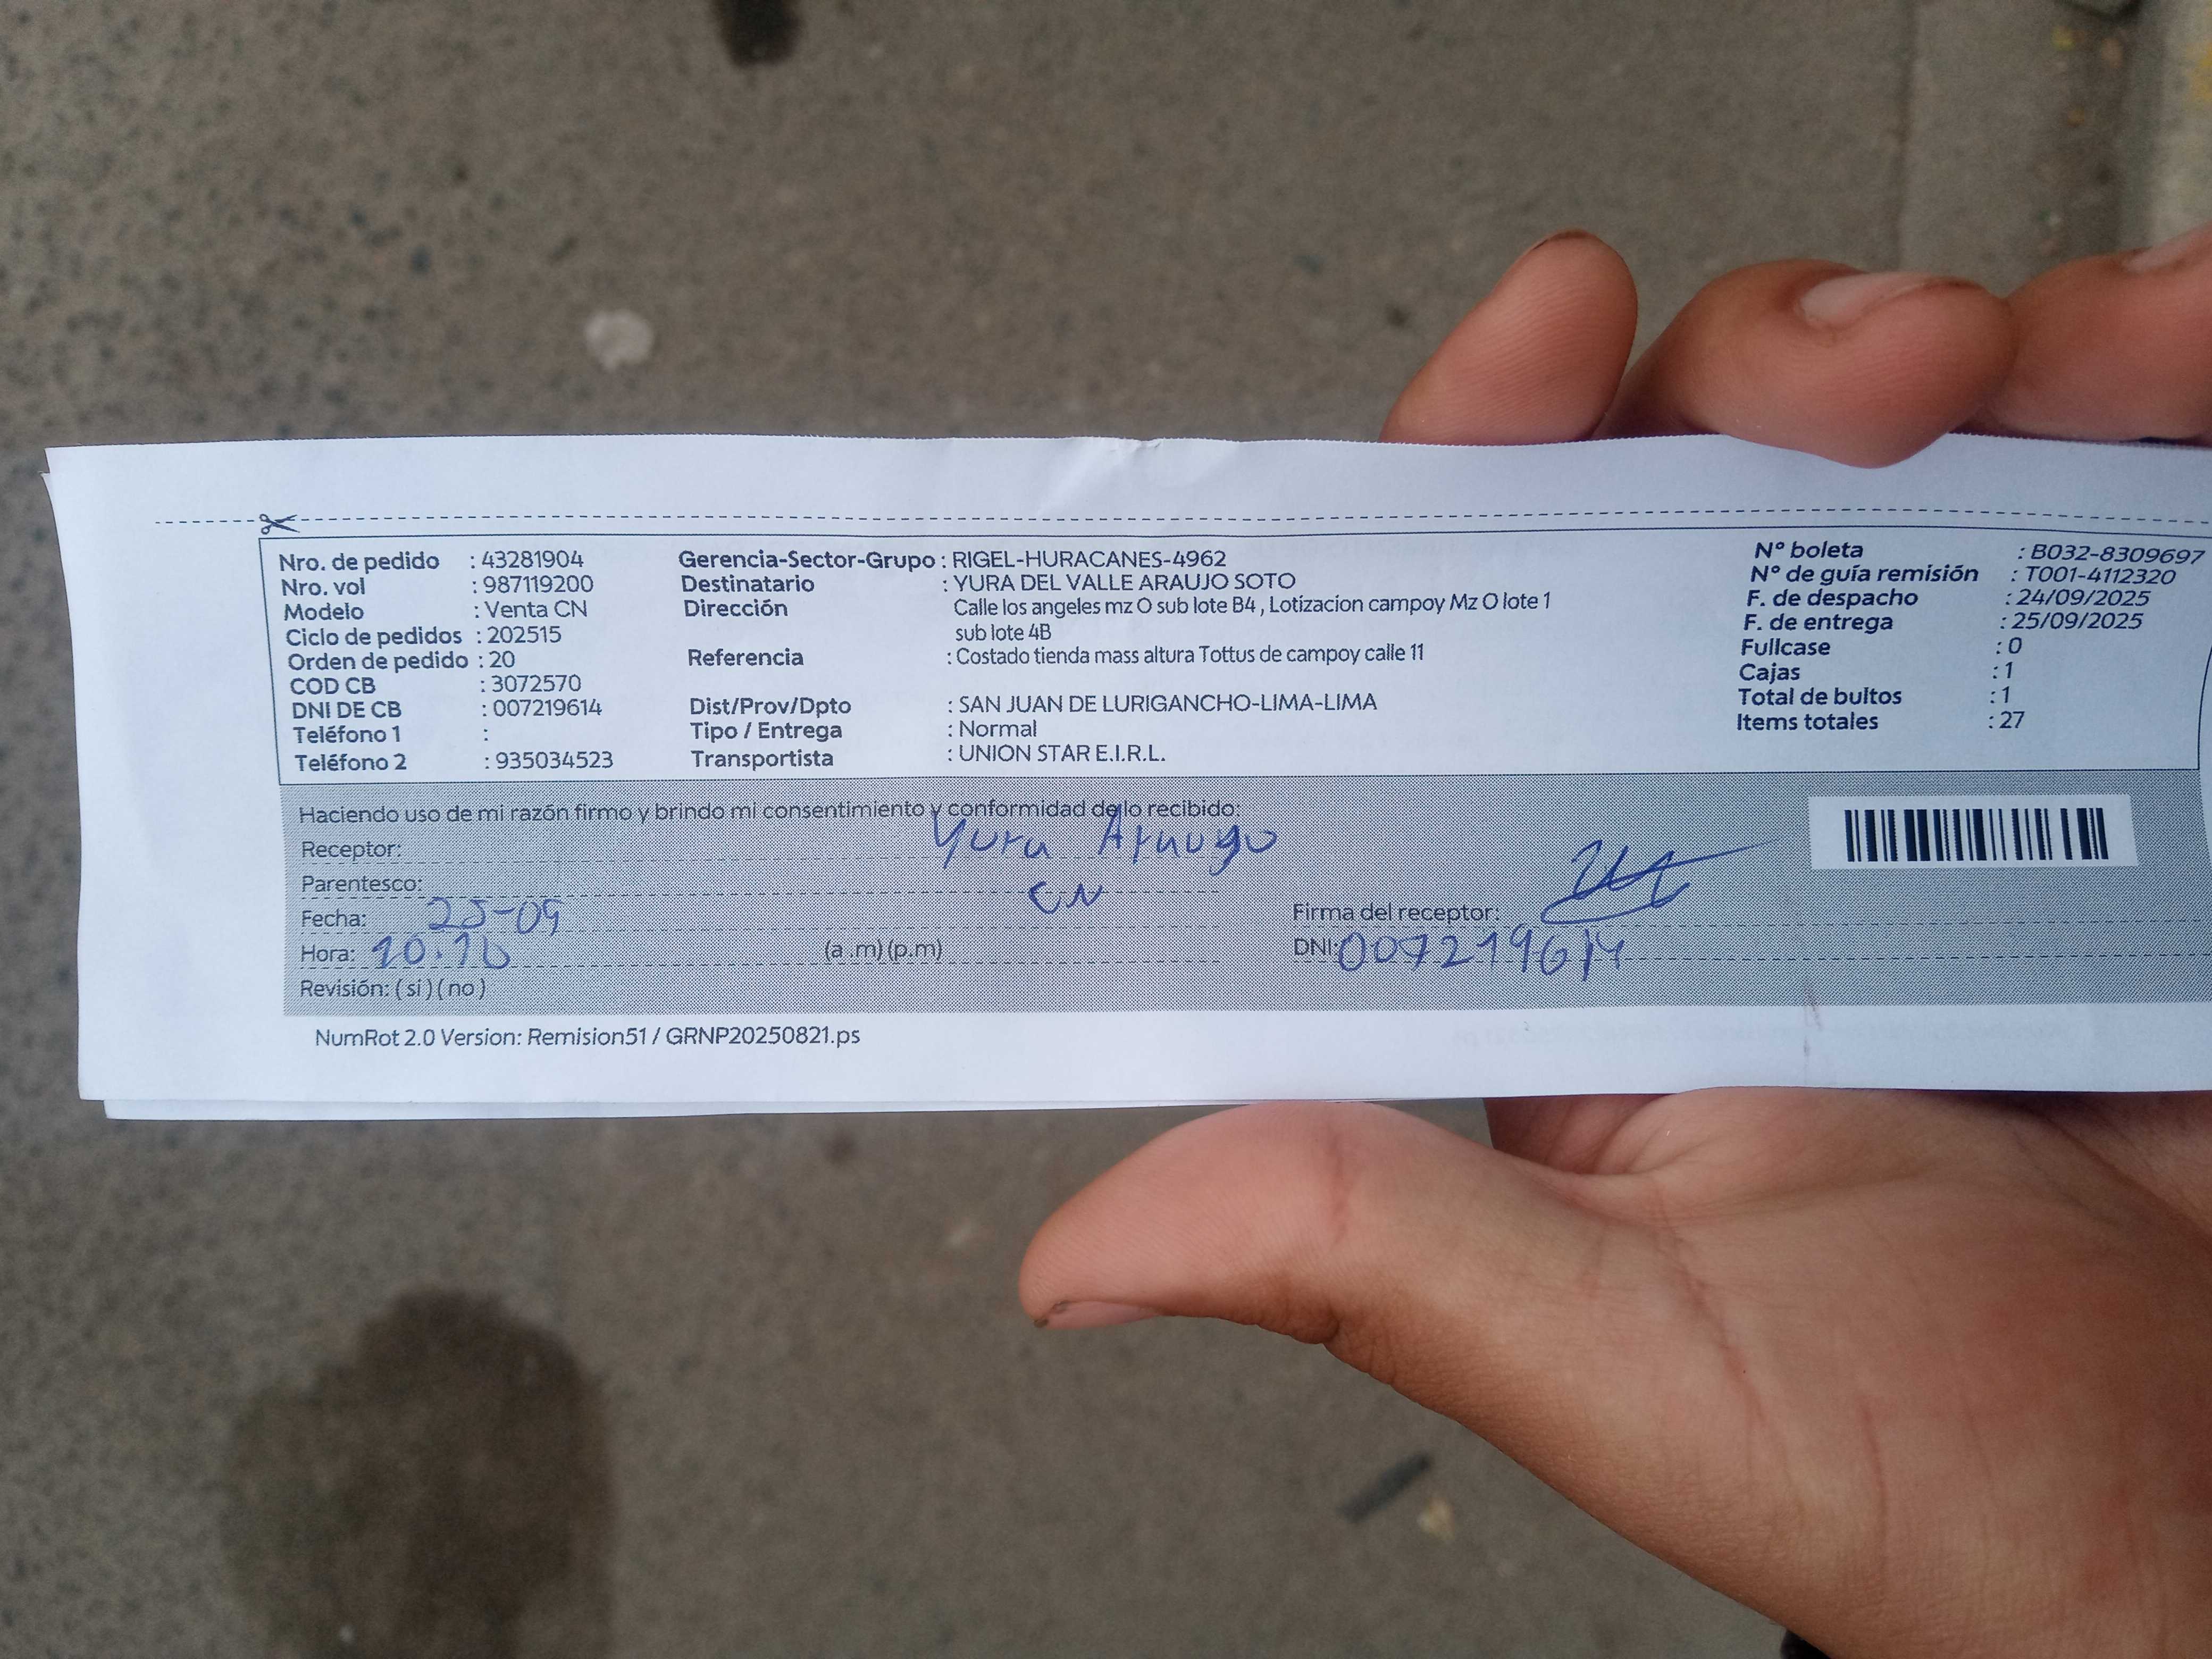 Nro. de pedido : 43281904
Nro. vol : 987119200
Modelo : Venta CN
Ciclo de pedidos : 202515
Orden de pedido : 20
COD CB : 3072570
DNI DE CB : 007219614
Teléfono 1 :
Teléfono 2 : 935034523
Gerencia-Sector-Grupo : RIGEL-HURACANES-4962
Destinatario : YURA DEL VALLE ARAUJO SOTO
Dirección Calle los angeles mz O sub lote B4 , Lotizacion campoy Mz O lote 1
sub lote 4B
Referencia : Costado tienda mass altura Tottus de campoy calle 11
Dist/Prov/Dpto : SAN JUAN DE LURIGANCHO-LIMA-LIMA
Tipo / Entrega : Normal
Transportista : UNION STAR E.I.R.L.
N° boleta : B032-8309697
N° de guía remisión : T001-4112320
F. de despacho : 24/09/2025
F. de entrega : 25/09/2025
Fullcase : 0
Cajas : 1
Total de bultos : 1
Items totales : 27
Haciendo uso de mi razón firmo y brindo mi consentimiento y conformidad de lo recibido:
Receptor: Yura Araugo
Parentesco: CN
Fecha: 25-09
Hora: (a .m) (p.m)
Revisión: ( si ) ( no )
Firma del receptor:
DNI: 007219614
NumRot 2.0 Version: Remision51 / GRNP20250821.ps